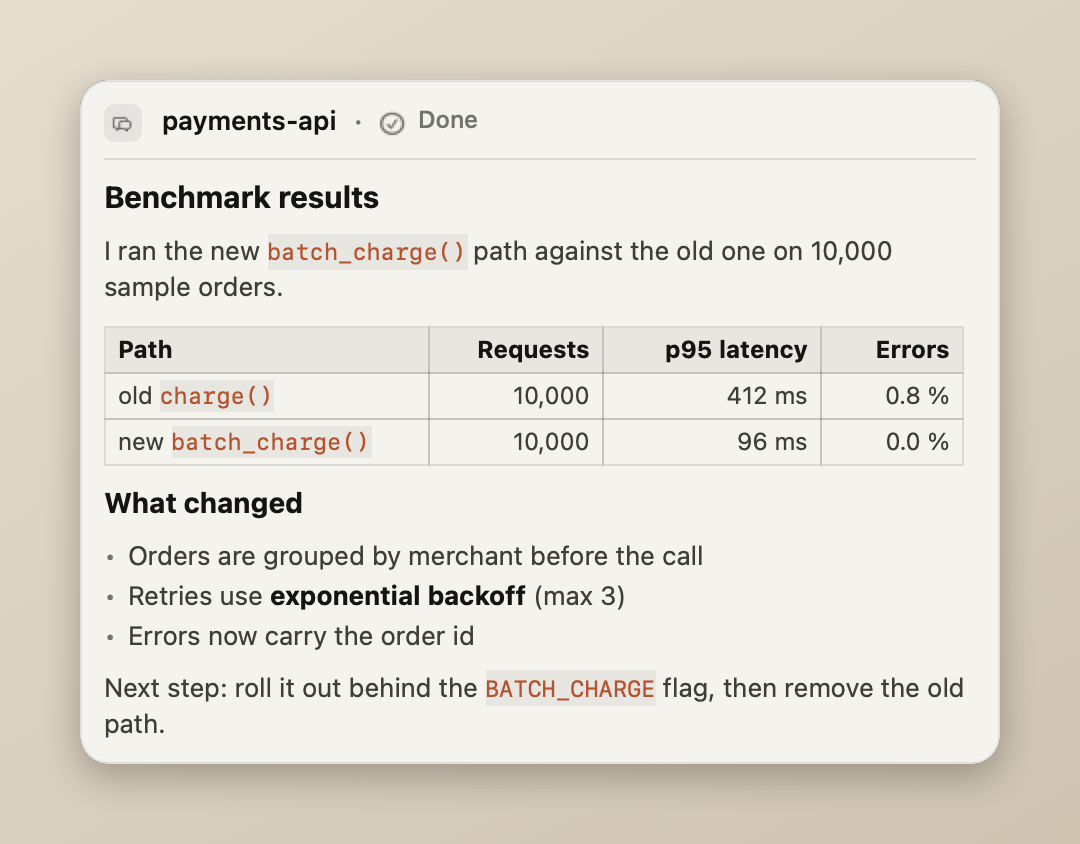 payments-api · Done
Benchmark results
I ran the new batch_charge() path against the old one on 10,000
sample orders.
Path Requests p95 latency Errors
old charge() 10,000 412 ms 0.8 %
new batch_charge() 10,000 96 ms 0.0 %
What changed
• Orders are grouped by merchant before the call
• Retries use exponential backoff (max 3)
• Errors now carry the order id
Next step: roll it out behind the BATCH_CHARGE flag, then remove the old
path.